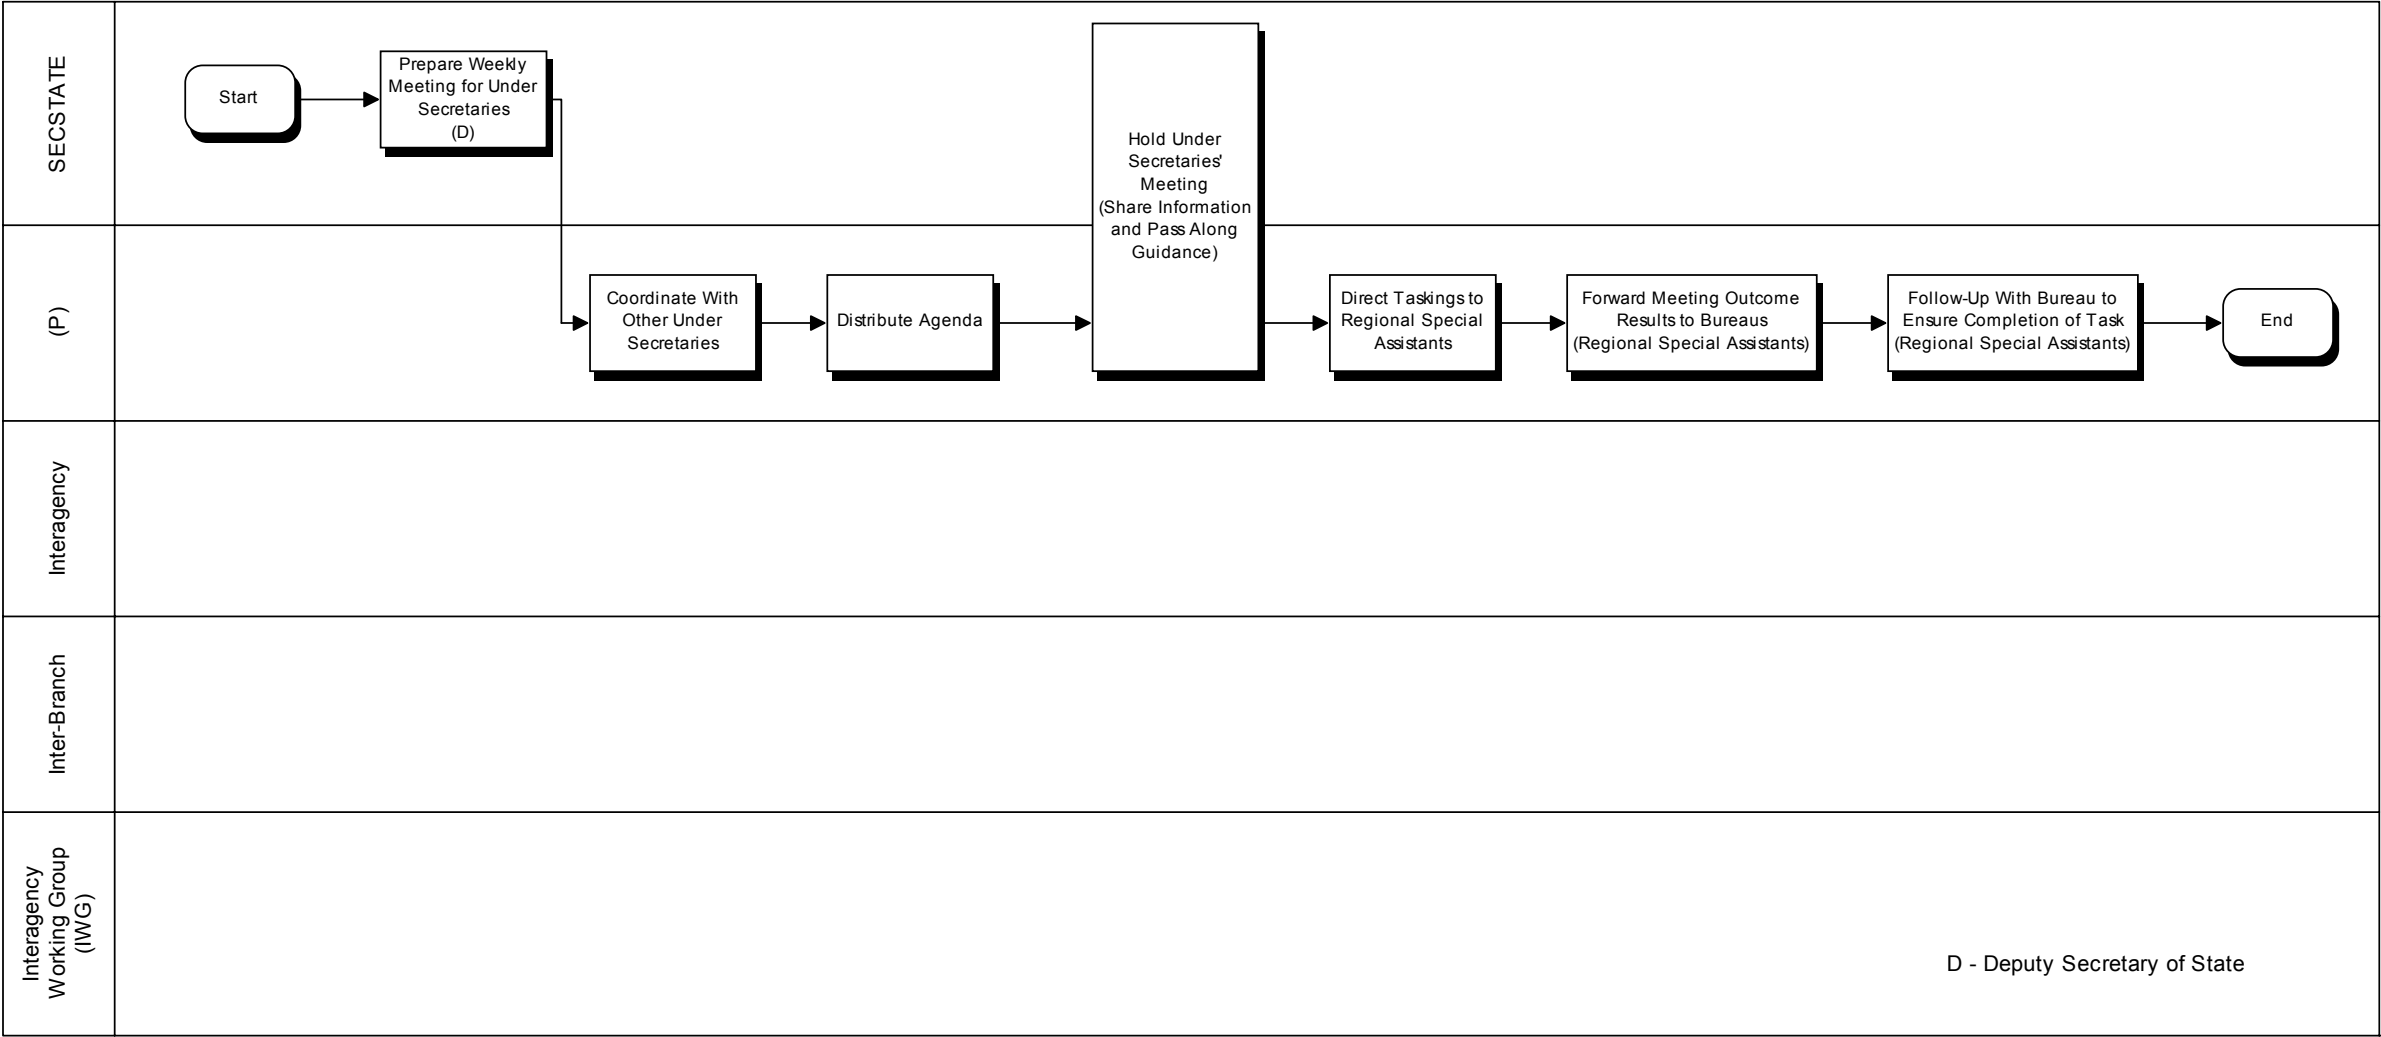 SECSTATE
Start
Prepare Weekly
Meeting for Under
Secretaries
(D)
Hold Under
Secretaries'
Meeting
(Share Information
and Pass Along
Guidance)
(P)
Coordinate With
Other Under
Secretaries
Distribute Agenda
Direct Taskings to
Regional Special
Assistants
Forward Meeting Outcome
Results to Bureaus
(Regional Special Assistants)
Follow-Up With Bureau to
Ensure Completion of Task
(Regional Special Assistants)
End
Interagency
Inter-Branch
Interagency
Working Group
(IWG)
D - Deputy Secretary of State